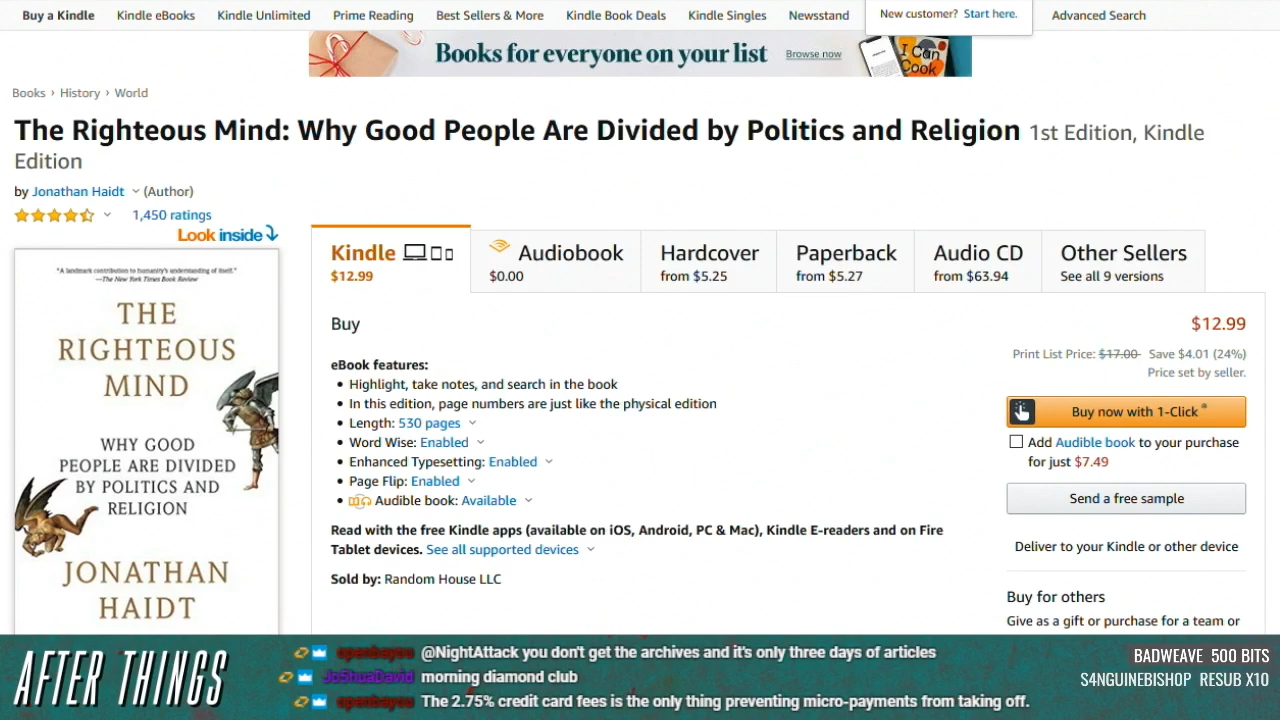 Buy a Kindle Kindle eBooks Kindle Unlimited Prime Reading Best Sellers & More Kindle Book Deals Kindle Singles Newsstand New customer? Start here. Advanced Search
Books for everyone on your list Browse now
I Can
Cook
Books › History › World
The Righteous Mind: Why Good People Are Divided by Politics and Religion 1st Edition, Kindle
Edition
by Jonathan Haidt (Author)
1,450 ratings
Look inside
"A landmark contribution to humanity's understanding of itself."
—The New York Times Book Review
THE
RIGHTEOUS
MIND
WHY GOOD
PEOPLE ARE DIVIDED
BY POLITICS AND
RELIGION
JONATHAN
HAIDT
Kindle Audiobook Hardcover Paperback Audio CD Other Sellers
$12.99 $0.00 from $5.25 from $5.27 from $63.94 See all 9 versions
Buy
eBook features:
• Highlight, take notes, and search in the book
• In this edition, page numbers are just like the physical edition
• Length: 530 pages
• Word Wise: Enabled
• Enhanced Typesetting: Enabled
• Page Flip: Enabled
• Audible book: Available
Read with the free Kindle apps (available on iOS, Android, PC & Mac), Kindle E-readers and on Fire
Tablet devices. See all supported devices
Sold by: Random House LLC
$12.99
Print List Price: $17.00 Save $4.01 (24%)
Price set by seller.
Buy now with 1-Click ®
Add Audible book to your purchase
for just $7.49
Send a free sample
Deliver to your Kindle or other device
Buy for others
Give as a gift or purchase for a team or
AFTER THINGS
openbayou @NightAttack you don't get the archives and it's only three days of articles
Jo5huaDavid morning diamond club
openbayou The 2.75% credit card fees is the only thing preventing micro-payments from taking off.
BADWEAVE 500 BITS
S4NGUINEBISHOP RESUB X10